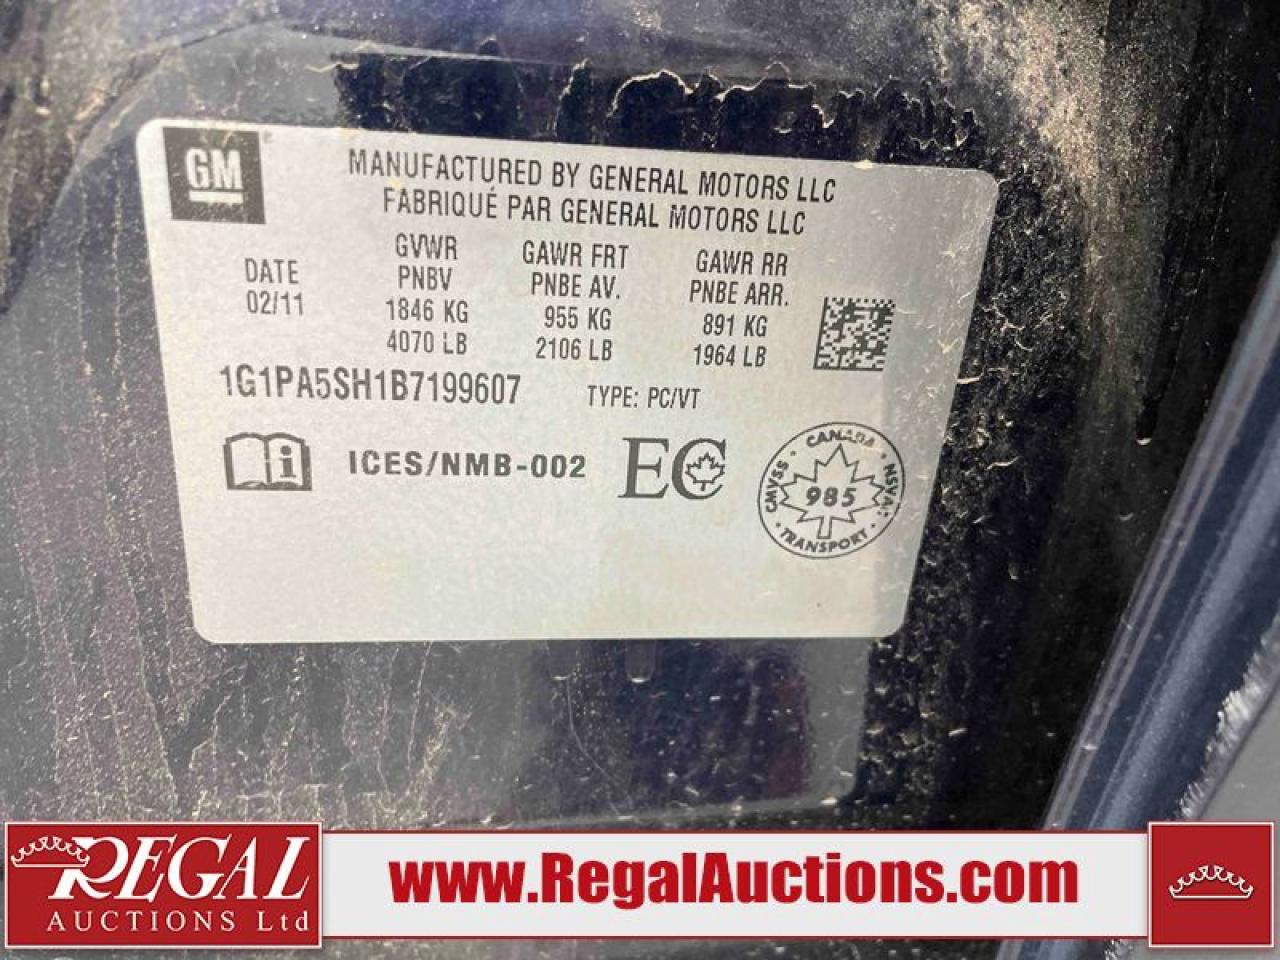 GM
MANUFACTURED BY GENERAL MOTORS LLC
FABRIQUÉ PAR GENERAL MOTORS LLC
DATE
02/11
GVWR
PNBV
1846 KG
4070 LB
GAWR FRT
PNBE AV.
955 KG
2106 LB
GAWR RR
PNBE ARR.
891 KG
1964 LB
1G1PA5SH1B7199607 TYPE: PC/VT
i ICES/NMB-002 EC
CANADA
CMVSS 985 NSVAC
TRANSPORT
REGAL
AUCTIONS Ltd
www.RegalAuctions.com